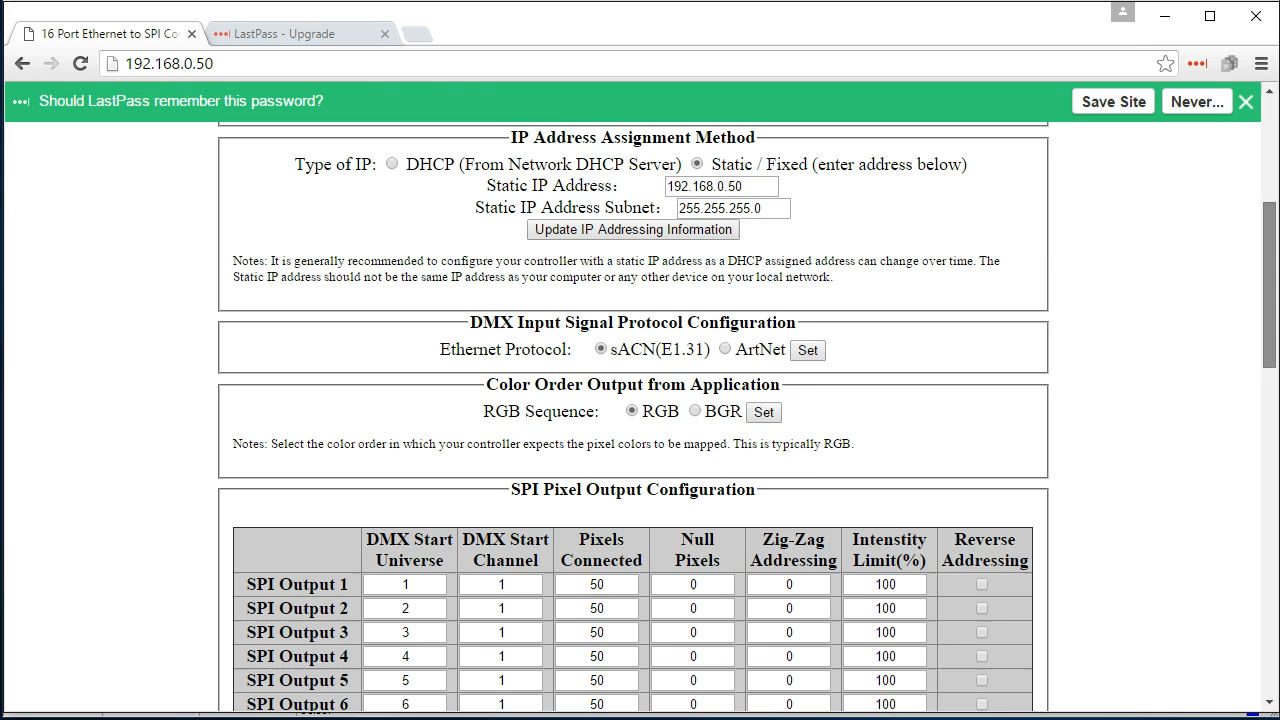 16 Port Ethernet to SPI Co
LastPass - Upgrade
192.168.0.50
Should LastPass remember this password?
Save Site
Never...
IP Address Assignment Method
Type of IP: DHCP (From Network DHCP Server) Static / Fixed (enter address below)
Static IP Address: 192.168.0.50
Static IP Address Subnet: 255.255.255.0
Update IP Addressing Information
Notes: It is generally recommended to configure your controller with a static IP address as a DHCP assigned address can change over time. The
Static IP address should not be the same IP address as your computer or any other device on your local network.
DMX Input Signal Protocol Configuration
Ethernet Protocol: sACN(E1.31) ArtNet Set
Color Order Output from Application
RGB Sequence: RGB BGR Set
Notes: Select the color order in which your controller expects the pixel colors to be mapped. This is typically RGB.
SPI Pixel Output Configuration
DMX Start Universe DMX Start Channel Pixels Connected Null Pixels Zig-Zag Addressing Intenstity Limit(%) Reverse Addressing
SPI Output 1 1 1 50 0 0 100
SPI Output 2 2 1 50 0 0 100
SPI Output 3 3 1 50 0 0 100
SPI Output 4 4 1 50 0 0 100
SPI Output 5 5 1 50 0 0 100
SPI Output 6 6 1 50 0 0 100